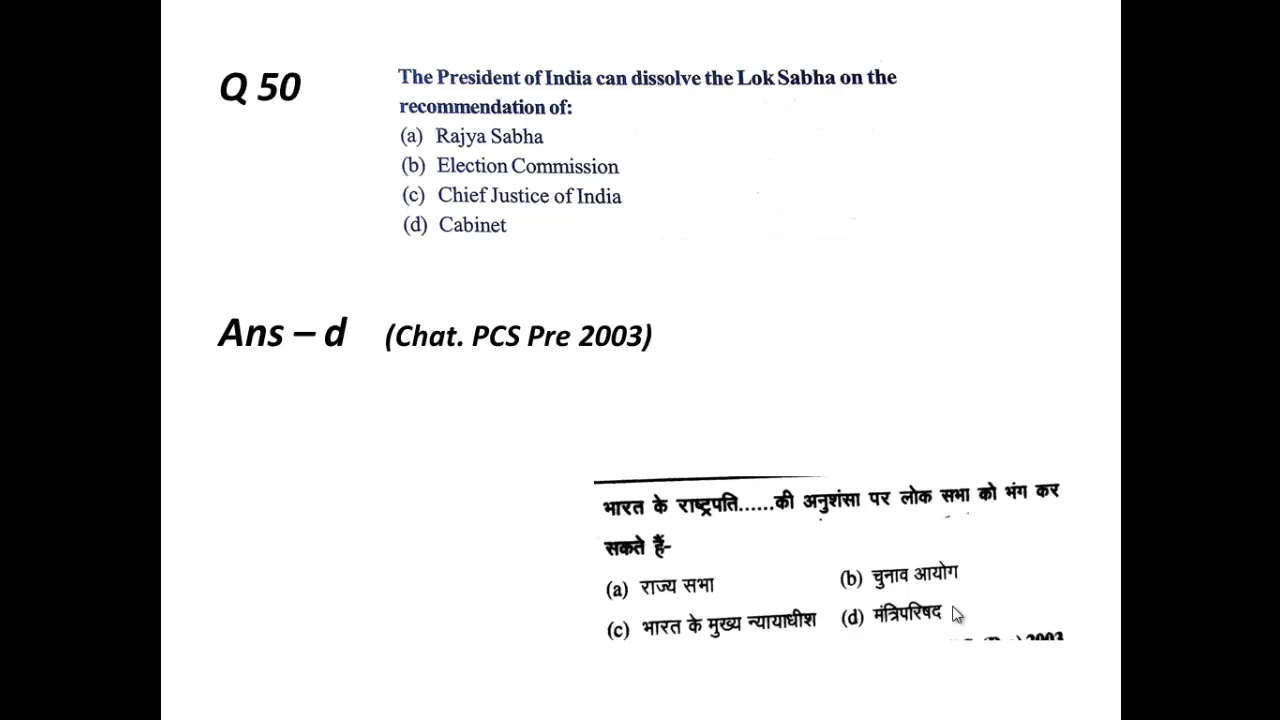 Q 50
The President of India can dissolve the Lok Sabha on the
recommendation of:
(a) Rajya Sabha
(b) Election Commission
(c) Chief Justice of India
(d) Cabinet
Ans – d (Chat. PCS Pre 2003)
भारत के राष्ट्रपति......की अनुशंसा पर लोक सभा को भंग कर
सकते हैं-
(a) राज्य सभा (b) चुनाव आयोग
(c) भारत के मुख्य न्यायाधीश (d) मंत्रिपरिषद
2003